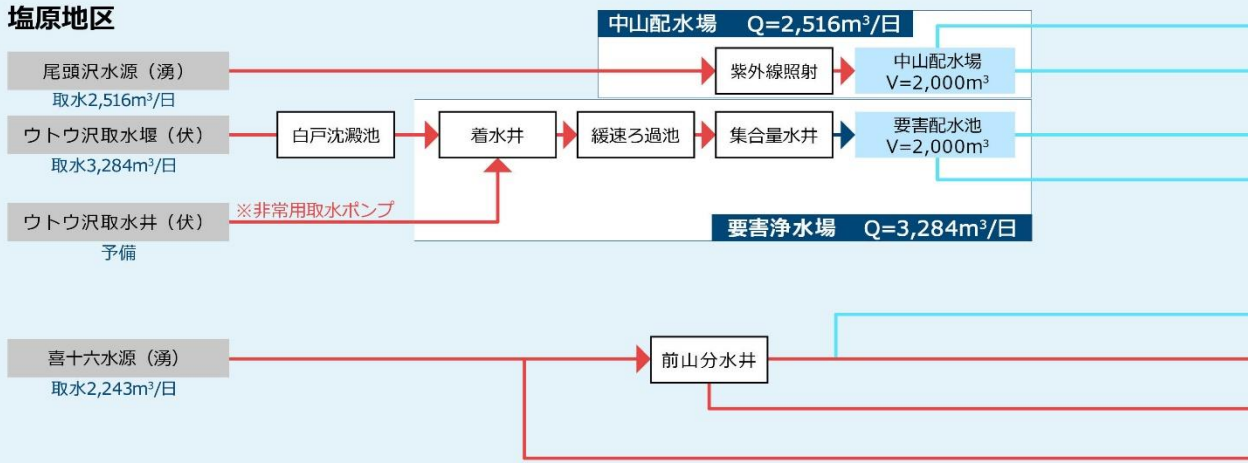 塩原地区
中山配水場 Q=2,516m³/日
尾頭沢水源（湧）
取水2,516m³/日
紫外線照射
中山配水場
V=2,000m³
ウトウ沢取水堰（伏）
取水3,284m³/日
白戸沈澱池
着水井
緩速ろ過池
集合量水井
要害配水池
V=2,000m³
ウトウ沢取水井（伏）
予備
※非常用取水ポンプ
要害浄水場 Q=3,284m³/日
喜十六水源（湧）
取水2,243m³/日
前山分水井